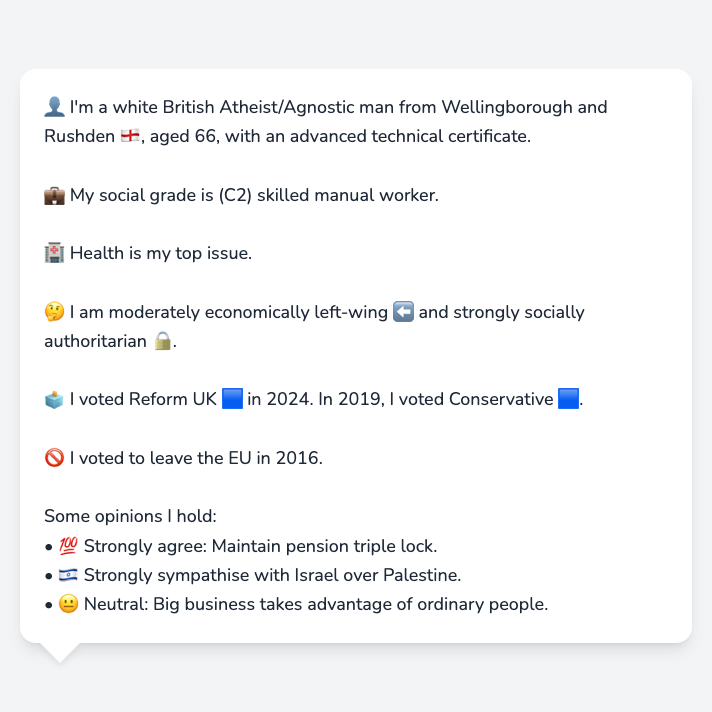 👤 I'm a white British Atheist/Agnostic man from Wellingborough and
Rushden 🏴󠁧󠁢󠁥󠁮󠁧󠁿, aged 66, with an advanced technical certificate.
💼 My social grade is (C2) skilled manual worker.
🏥 Health is my top issue.
🤔 I am moderately economically left-wing ⬅️ and strongly socially
authoritarian 🔒.
🗳️ I voted Reform UK 🟦 in 2024. In 2019, I voted Conservative 🟦.
🚫 I voted to leave the EU in 2016.
Some opinions I hold:
• 💯 Strongly agree: Maintain pension triple lock.
• 🇮🇱 Strongly sympathise with Israel over Palestine.
• 😐 Neutral: Big business takes advantage of ordinary people.